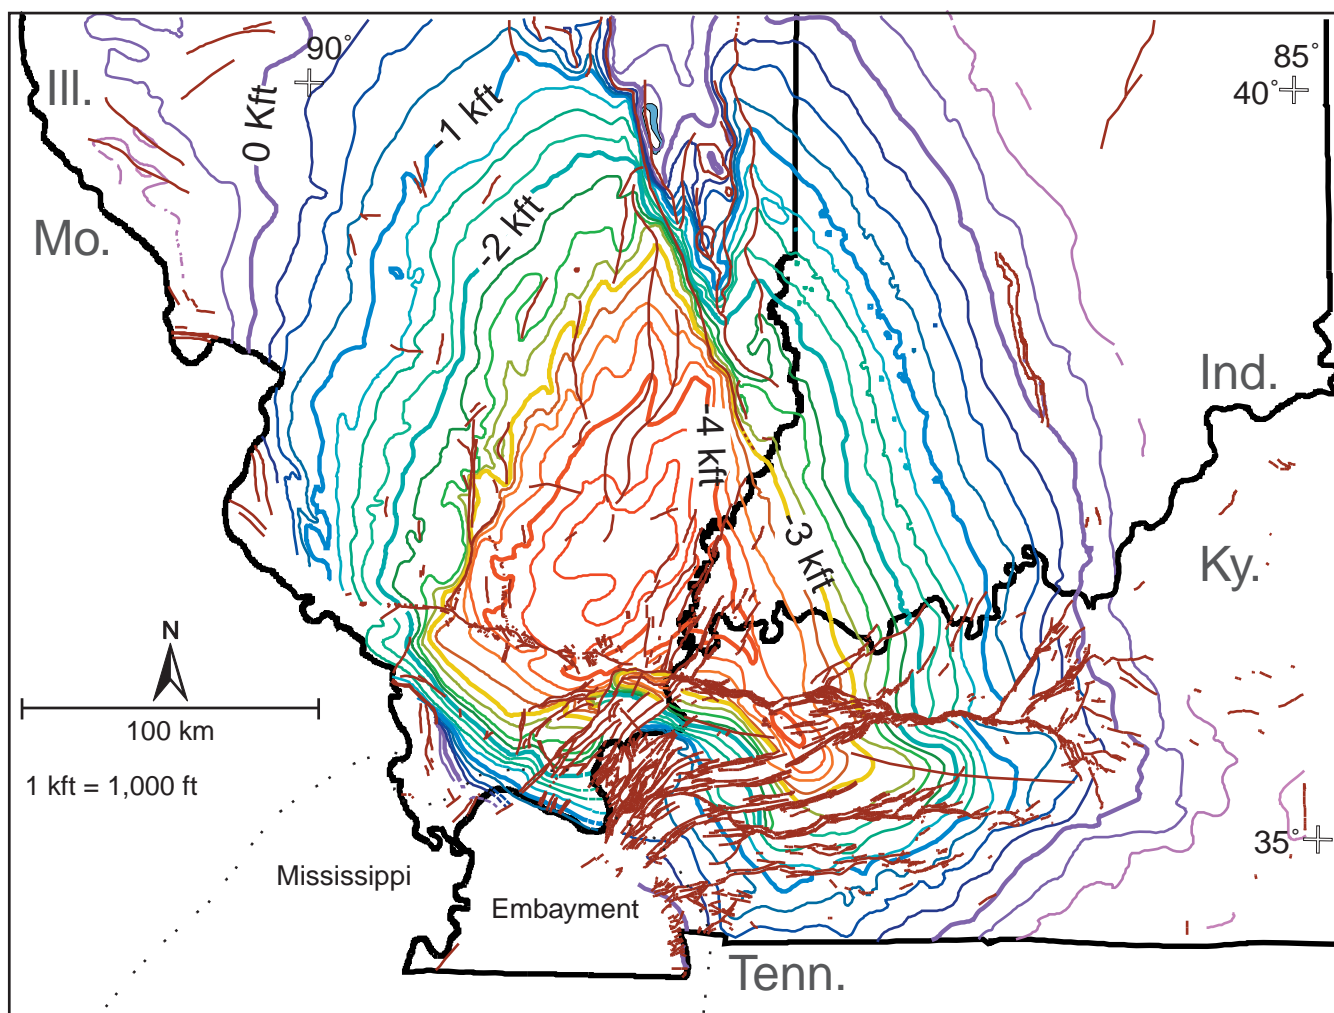 90°
85°
Ill.
40°
0 Kft
-1 kft
-2 kft
Mo.
Ind.
-4 kft
-3 kft
Ky.
N
100 km
1 kft = 1,000 ft
35°
Mississippi
Embayment
Tenn.